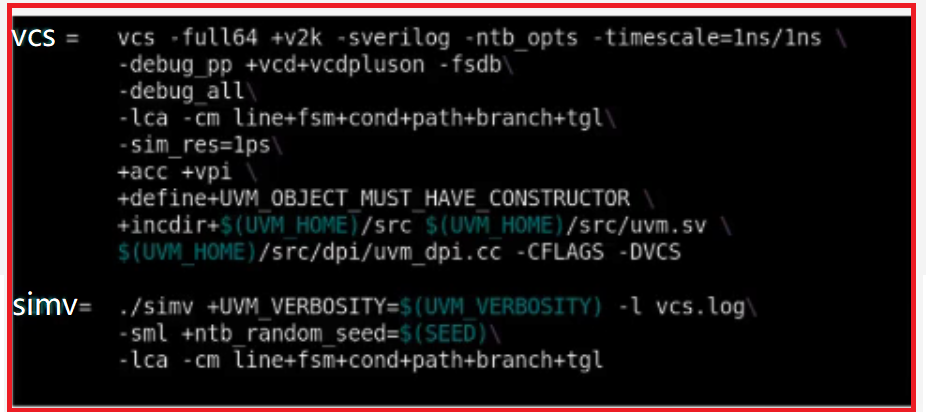 vcs = vcs -full64 +v2k -sverilog -ntb_opts -timescale=1ns/1ns \
-debug_pp +vcd+vcdpluson -fsdb\
-debug_all\
-lca -cm line+fsm+cond+path+branch+tgl\
-sim_res=1ps\
+acc +vpi \
+define+UVM_OBJECT_MUST_HAVE_CONSTRUCTOR \
+incdir+$(UVM_HOME)/src $(UVM_HOME)/src/uvm.sv \
$(UVM_HOME)/src/dpi/uvm_dpi.cc -CFLAGS -DVCS
simv= ./simv +UVM_VERBOSITY=$(UVM_VERBOSITY) -l vcs.log\
-sml +ntb_random_seed=$(SEED)\
-lca -cm line+fsm+cond+path+branch+tgl